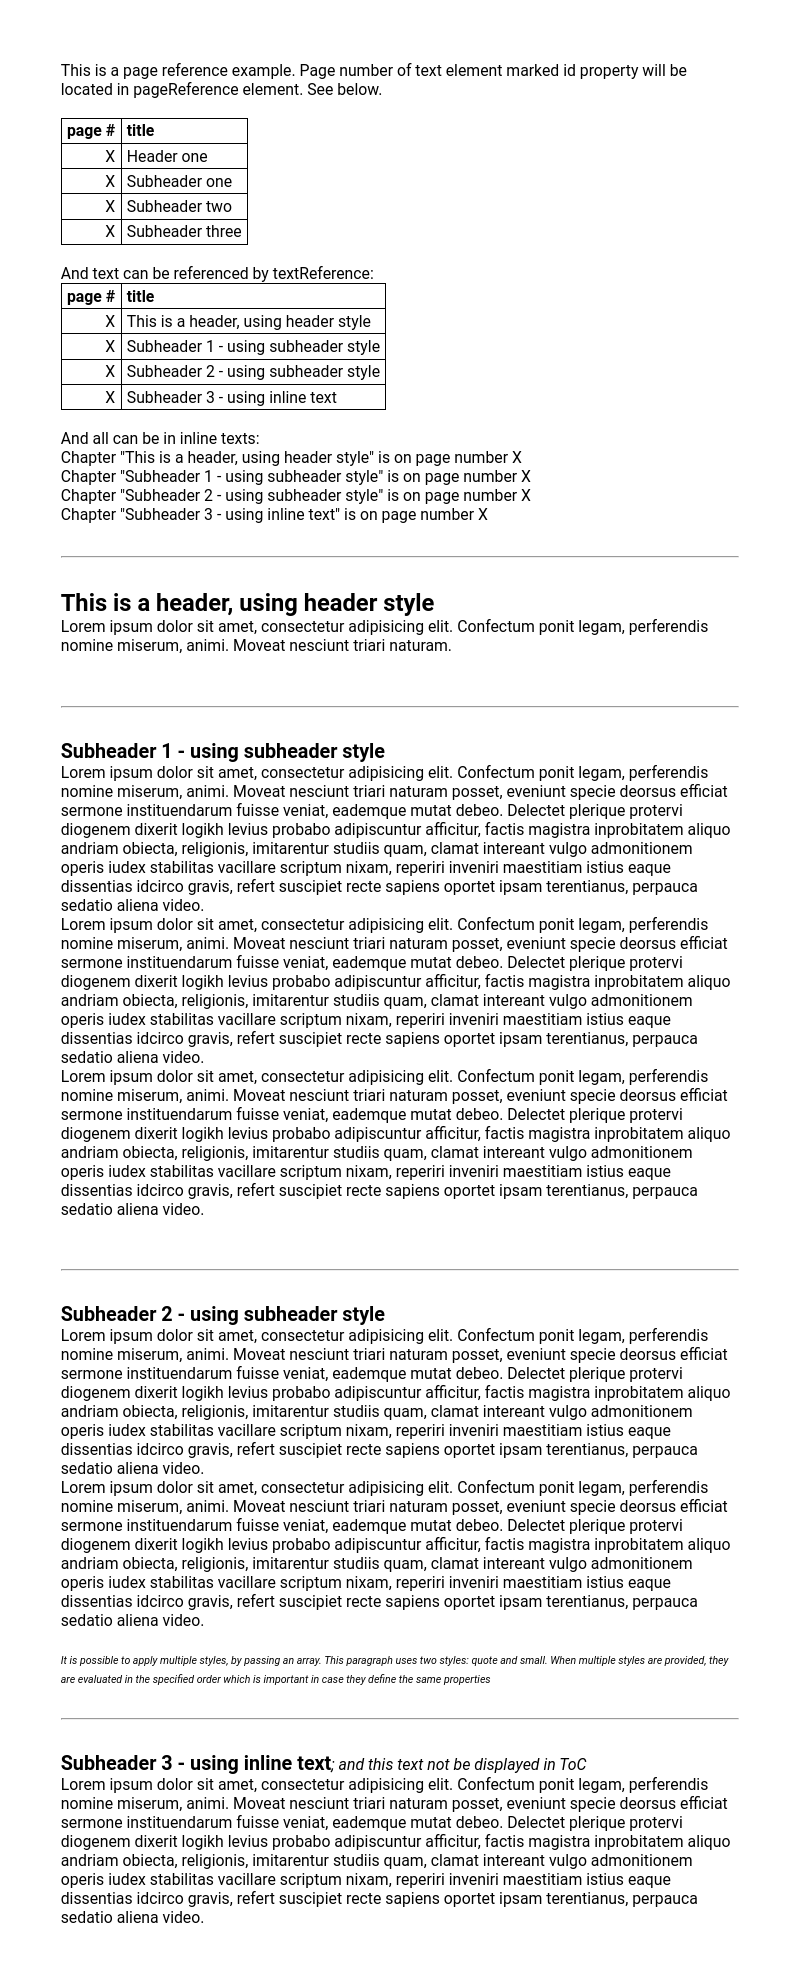 This is a page reference example. Page number of text element marked id property will be
located in pageReference element. See below.
page # title
X Header one
X Subheader one
X Subheader two
X Subheader three
And text can be referenced by textReference:
page # title
X This is a header, using header style
X Subheader 1 - using subheader style
X Subheader 2 - using subheader style
X Subheader 3 - using inline text
And all can be in inline texts:
Chapter "This is a header, using header style" is on page number X
Chapter "Subheader 1 - using subheader style" is on page number X
Chapter "Subheader 2 - using subheader style" is on page number X
Chapter "Subheader 3 - using inline text" is on page number X
This is a header, using header style
Lorem ipsum dolor sit amet, consectetur adipisicing elit. Confectum ponit legam, perferendis
nomine miserum, animi. Moveat nesciunt triari naturam.
Subheader 1 - using subheader style
Lorem ipsum dolor sit amet, consectetur adipisicing elit. Confectum ponit legam, perferendis
nomine miserum, animi. Moveat nesciunt triari naturam posset, eveniunt specie deorsus efficiat
sermone instituendarum fuisse veniat, eademque mutat debeo. Delectet plerique protervi
diogenem dixerit logikh levius probabo adipiscuntur afficitur, factis magistra inprobitatem aliquo
andriam obiecta, religionis, imitarentur studiis quam, clamat intereant vulgo admonitionem
operis iudex stabilitas vacillare scriptum nixam, reperiri inveniri maestitiam istius eaque
dissentias idcirco gravis, refert suscipiet recte sapiens oportet ipsam terentianus, perpauca
sedatio aliena video.
Lorem ipsum dolor sit amet, consectetur adipisicing elit. Confectum ponit legam, perferendis
nomine miserum, animi. Moveat nesciunt triari naturam posset, eveniunt specie deorsus efficiat
sermone instituendarum fuisse veniat, eademque mutat debeo. Delectet plerique protervi
diogenem dixerit logikh levius probabo adipiscuntur afficitur, factis magistra inprobitatem aliquo
andriam obiecta, religionis, imitarentur studiis quam, clamat intereant vulgo admonitionem
operis iudex stabilitas vacillare scriptum nixam, reperiri inveniri maestitiam istius eaque
dissentias idcirco gravis, refert suscipiet recte sapiens oportet ipsam terentianus, perpauca
sedatio aliena video.
Lorem ipsum dolor sit amet, consectetur adipisicing elit. Confectum ponit legam, perferendis
nomine miserum, animi. Moveat nesciunt triari naturam posset, eveniunt specie deorsus efficiat
sermone instituendarum fuisse veniat, eademque mutat debeo. Delectet plerique protervi
diogenem dixerit logikh levius probabo adipiscuntur afficitur, factis magistra inprobitatem aliquo
andriam obiecta, religionis, imitarentur studiis quam, clamat intereant vulgo admonitionem
operis iudex stabilitas vacillare scriptum nixam, reperiri inveniri maestitiam istius eaque
dissentias idcirco gravis, refert suscipiet recte sapiens oportet ipsam terentianus, perpauca
sedatio aliena video.
Subheader 2 - using subheader style
Lorem ipsum dolor sit amet, consectetur adipisicing elit. Confectum ponit legam, perferendis
nomine miserum, animi. Moveat nesciunt triari naturam posset, eveniunt specie deorsus efficiat
sermone instituendarum fuisse veniat, eademque mutat debeo. Delectet plerique protervi
diogenem dixerit logikh levius probabo adipiscuntur afficitur, factis magistra inprobitatem aliquo
andriam obiecta, religionis, imitarentur studiis quam, clamat intereant vulgo admonitionem
operis iudex stabilitas vacillare scriptum nixam, reperiri inveniri maestitiam istius eaque
dissentias idcirco gravis, refert suscipiet recte sapiens oportet ipsam terentianus, perpauca
sedatio aliena video.
Lorem ipsum dolor sit amet, consectetur adipisicing elit. Confectum ponit legam, perferendis
nomine miserum, animi. Moveat nesciunt triari naturam posset, eveniunt specie deorsus efficiat
sermone instituendarum fuisse veniat, eademque mutat debeo. Delectet plerique protervi
diogenem dixerit logikh levius probabo adipiscuntur afficitur, factis magistra inprobitatem aliquo
andriam obiecta, religionis, imitarentur studiis quam, clamat intereant vulgo admonitionem
operis iudex stabilitas vacillare scriptum nixam, reperiri inveniri maestitiam istius eaque
dissentias idcirco gravis, refert suscipiet recte sapiens oportet ipsam terentianus, perpauca
sedatio aliena video.
It is possible to apply multiple styles, by passing an array. This paragraph uses two styles: quote and small. When multiple styles are provided, they
are evaluated in the specified order which is important in case they define the same properties
Subheader 3 - using inline text; and this text not be displayed in ToC
Lorem ipsum dolor sit amet, consectetur adipisicing elit. Confectum ponit legam, perferendis
nomine miserum, animi. Moveat nesciunt triari naturam posset, eveniunt specie deorsus efficiat
sermone instituendarum fuisse veniat, eademque mutat debeo. Delectet plerique protervi
diogenem dixerit logikh levius probabo adipiscuntur afficitur, factis magistra inprobitatem aliquo
andriam obiecta, religionis, imitarentur studiis quam, clamat intereant vulgo admonitionem
operis iudex stabilitas vacillare scriptum nixam, reperiri inveniri maestitiam istius eaque
dissentias idcirco gravis, refert suscipiet recte sapiens oportet ipsam terentianus, perpauca
sedatio aliena video.